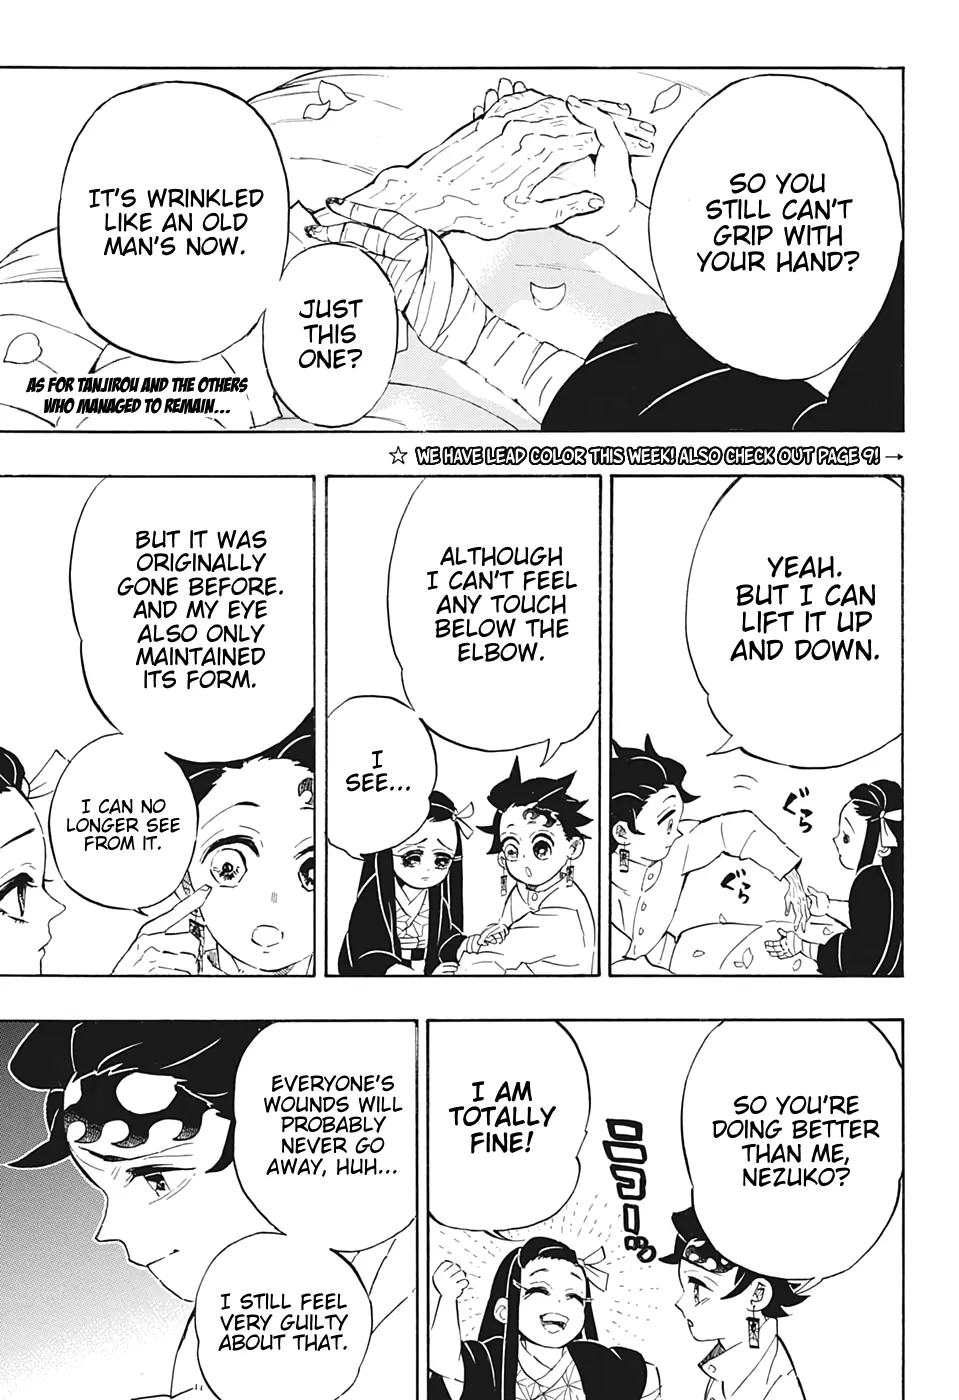 SO YOU
STILL CAN'T
GRIP WITH
YOUR HAND?
JUST
THIS
ONE?
IT'S WRINKLED
LIKE AN OLD
MAN'S NOW.
AS FOR TANJIROU AND THE OTHERS
WHO MANAGED TO REMAIN...
☆ WE HAVE LEAD COLOR THIS WEEK! ALSO CHECK OUT PAGE 9! →
YEAH.
BUT I CAN
LIFT IT UP
AND DOWN.
ぐら
ぐら
ALTHOUGH
I CAN'T FEEL
ANY TOUCH
BELOW THE
ELBOW.
I
SEE...
BUT IT WAS
ORIGINALLY
GONE BEFORE.
AND MY EYE
ALSO ONLY
MAINTAINED
ITS FORM.
I CAN NO
LONGER SEE
FROM IT.
SO YOU'RE
DOING BETTER
THAN ME,
NEZUKO?
I AM
TOTALLY
FINE!
EVERYONE'S
WOUNDS WILL
PROBABLY
NEVER GO
AWAY, HUH...
I STILL FEEL
VERY GUILTY
ABOUT THAT.